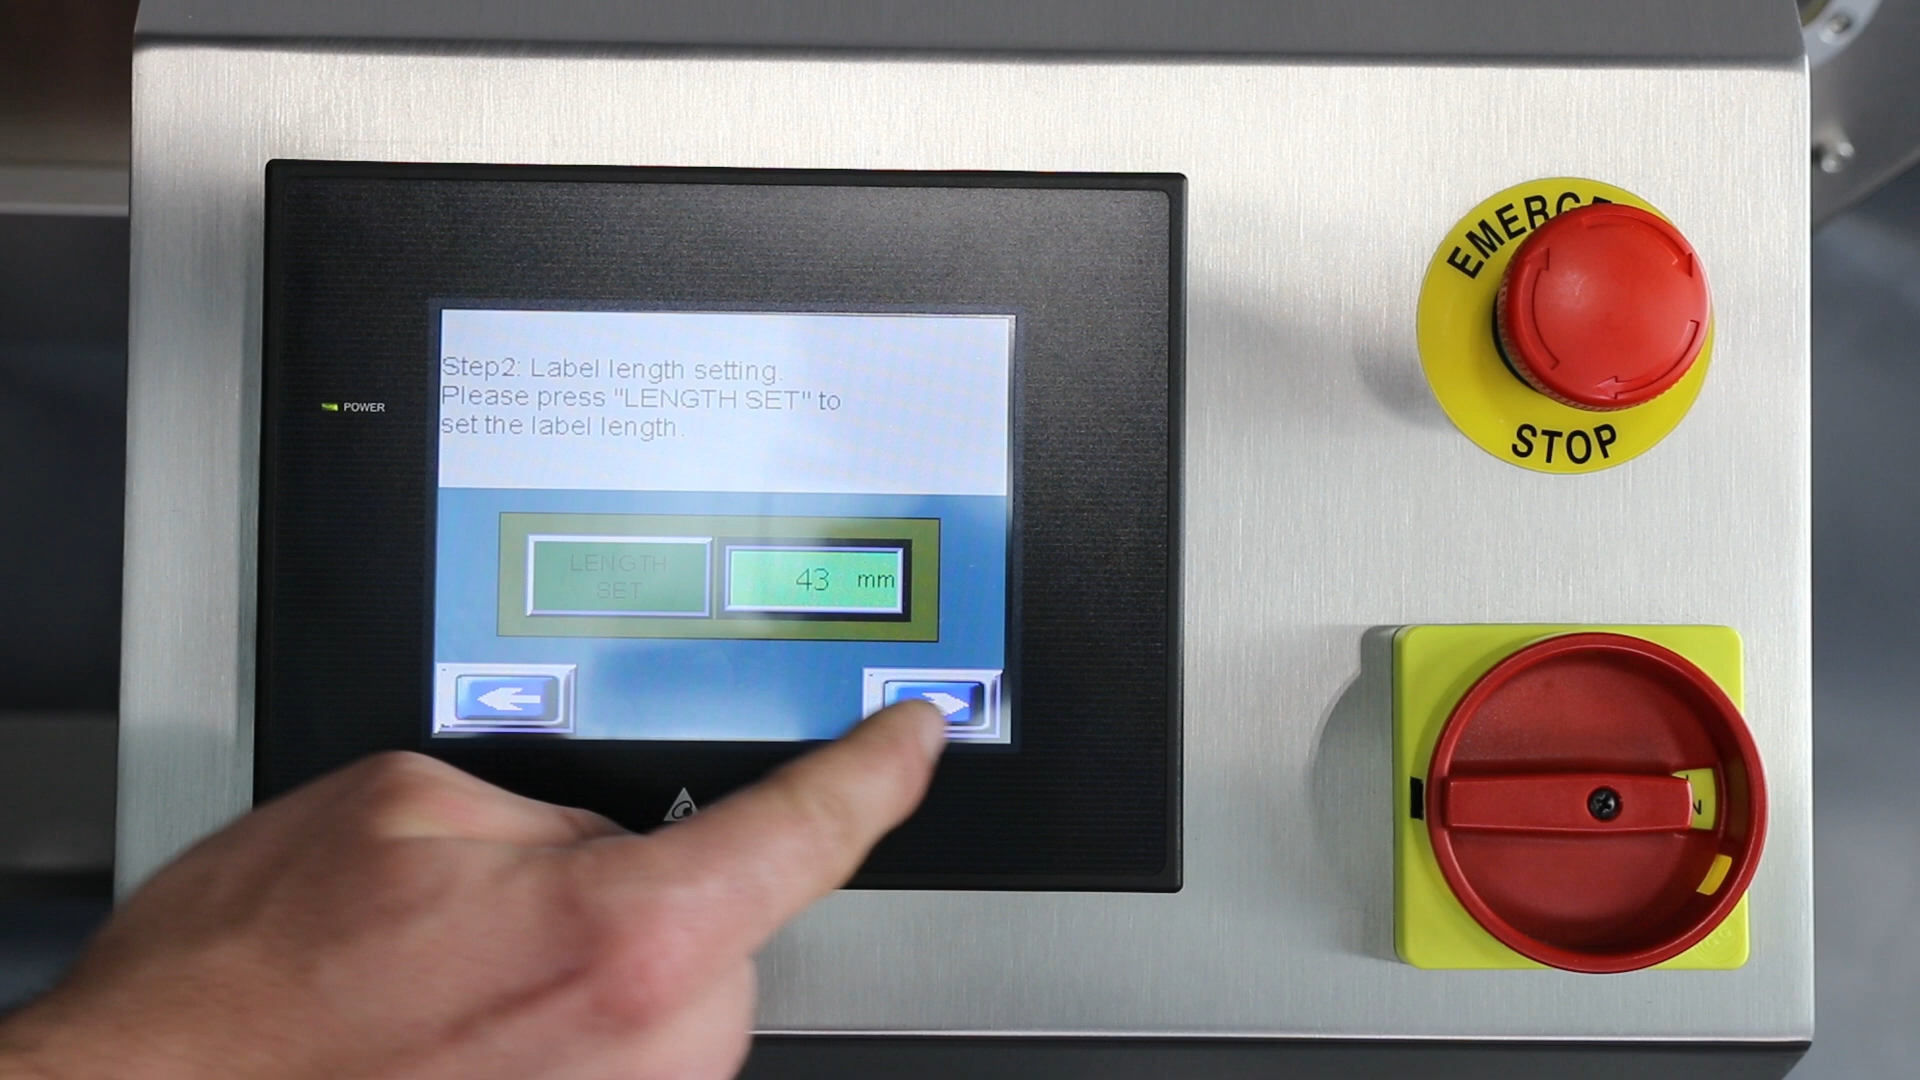 Step2: Label length setting.
Please press "LENGTH SET" to
set the label length.
LENGTH
SET
43 mm
POWER
STOP